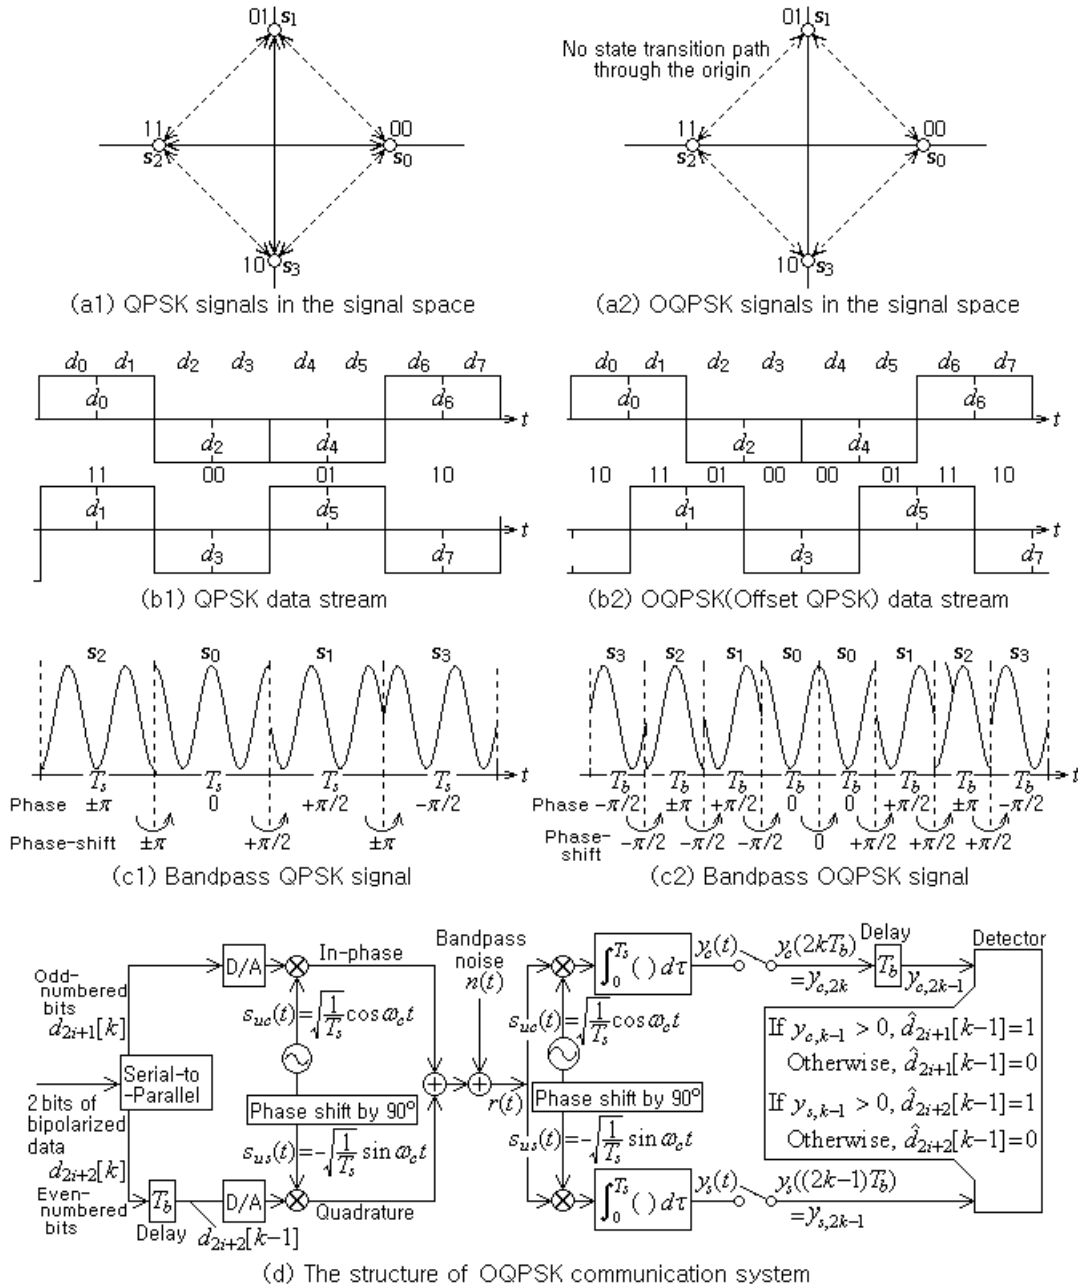 01 s1
01 s1
No state transition path
through the origin
11
00
11
00
s2
s0
s2
s0
10 s3
10 s3
(a1) QPSK signals in the signal space
(a2) OQPSK signals in the signal space
d0 d1 d2 d3 d4 d5 d6 d7
d0 d1 d2 d3 d4 d5 d6 d7
d0
d6
t
d0
d6
t
d2
d4
d2
d4
11 00 01 10
10 11 01 00 00 01 11 10
d1
d5
t
d1
d5
t
d3
d7
d3
d7
(b1) QPSK data stream
(b2) OQPSK(Offset QPSK) data stream
s2 s0 s1 s3
s3 s2 s1 s0 s0 s1 s2 s3
Ts Ts Ts Ts t
Tb Tb Tb Tb Tb Tb Tb Tb t
Phase ±π 0 +π/2 -π/2
Phase -π/2 ±π +π/2 0 0 +π/2 ±π -π/2
Phase-shift ±π +π/2 ±π
Phase-
shift -π/2 -π/2 -π/2 0 +π/2 +π/2 +π/2
(c1) Bandpass QPSK signal
(c2) Bandpass OQPSK signal
Odd-
numbered
bits
d2i+1[k]
D/A
In-phase
suc(t)=√(1/Ts) cos ωct
Bandpass
noise
n(t)
∫0Ts ( ) dτ
yc(t)
yc(2kTb)
=yc,2k
Delay
Tb
yc,2k-1
Detector
suc(t)=√(1/Ts) cos ωct
If yc,k-1 > 0, d̂2i+1[k-1]=1
Otherwise, d̂2i+1[k-1]=0
If ys,k-1 > 0, d̂2i+2[k-1]=1
Otherwise, d̂2i+2[k-1]=0
Serial-to
-Parallel
Phase shift by 90°
r(t)
Phase shift by 90°
2 bits of
bipolarized
data
d2i+2[k]
Even-
numbered
bits
sus(t)=-√(1/Ts) sin ωct
sus(t)=-√(1/Ts) sin ωct
Tb
Delay
d2i+2[k-1]
D/A
Quadrature
∫0Ts ( ) dτ
ys(t)
ys((2k-1)Tb)
=ys,2k-1
(d) The structure of OQPSK communication system